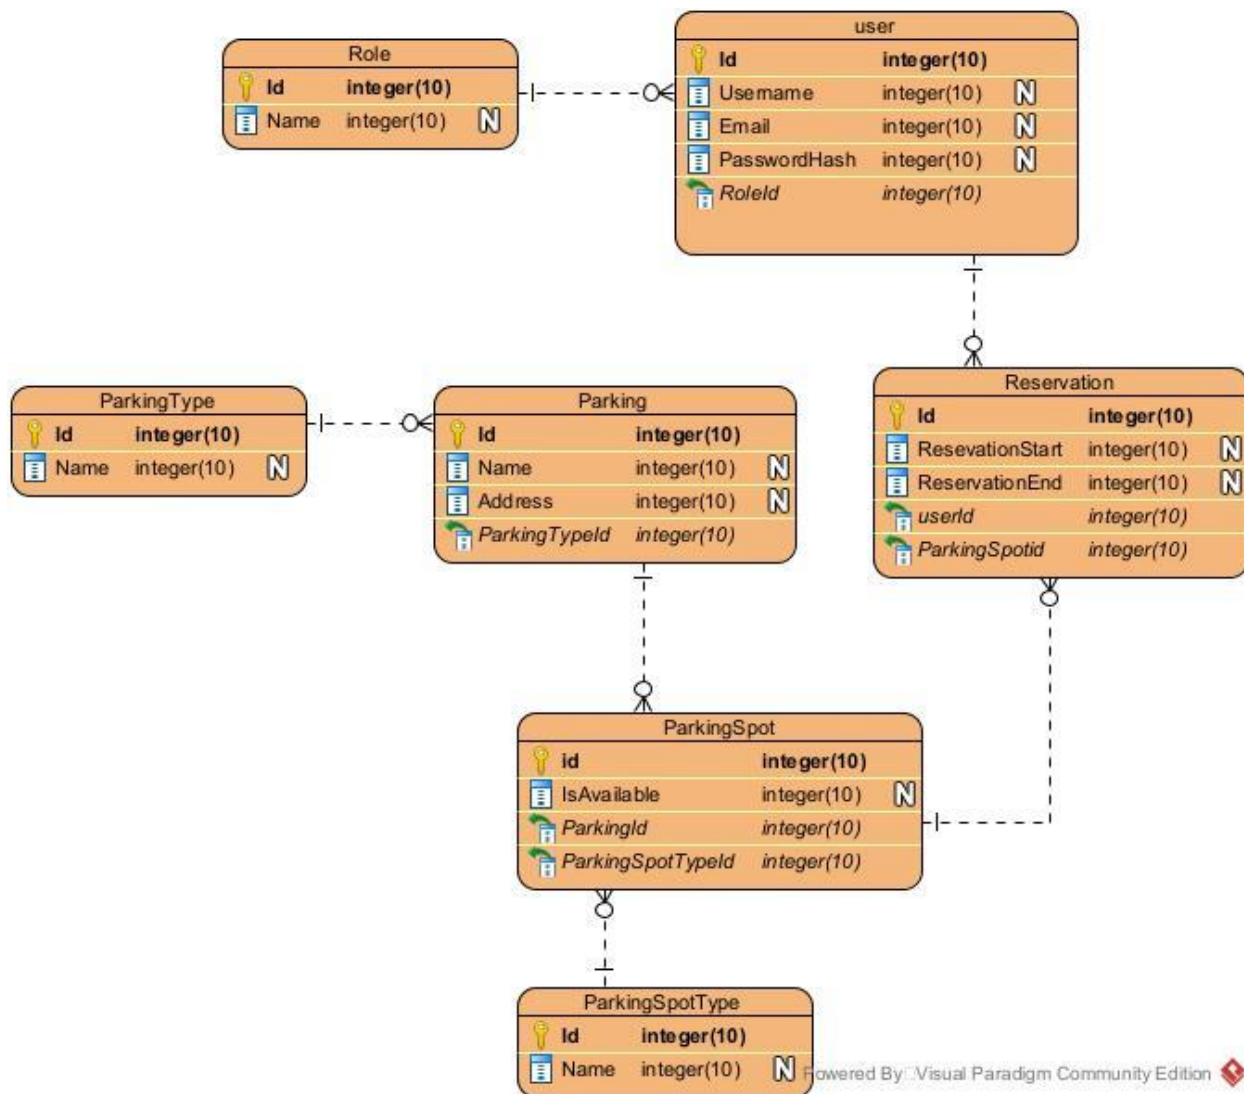 Role
Id integer(10)
Name integer(10) N
user
Id integer(10)
Username integer(10) N
Email integer(10) N
PasswordHash integer(10) N
RoleId integer(10)
ParkingType
Id integer(10)
Name integer(10) N
Parking
Id integer(10)
Name integer(10) N
Address integer(10) N
ParkingTypeId integer(10)
Reservation
Id integer(10)
ResevationStart integer(10) N
ReservationEnd integer(10) N
userId integer(10)
ParkingSpotid integer(10)
ParkingSpot
id integer(10)
IsAvailable integer(10) N
ParkingId integer(10)
ParkingSpotTypeId integer(10)
ParkingSpotType
Id integer(10)
Name integer(10) N
Powered By Visual Paradigm Community Edition